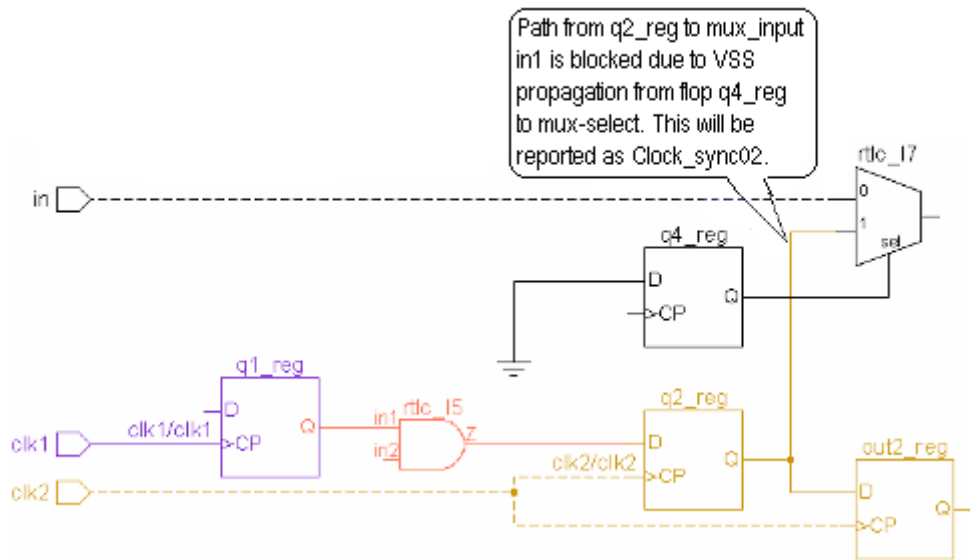 Path from q2_reg to mux_input
in1 is blocked due to VSS
propagation from flop q4_reg
to mux-select. This will be
reported as Clock_sync02.
rtlc_I7
in
0
1
sel
q4_reg
D
Q
CP
q1_reg
D
Q
clk1
clk1/clk1
CP
in1
rtlc_I5
in2
Z
q2_reg
D
Q
clk2/clk2
CP
clk2
out2_reg
D
Q
CP